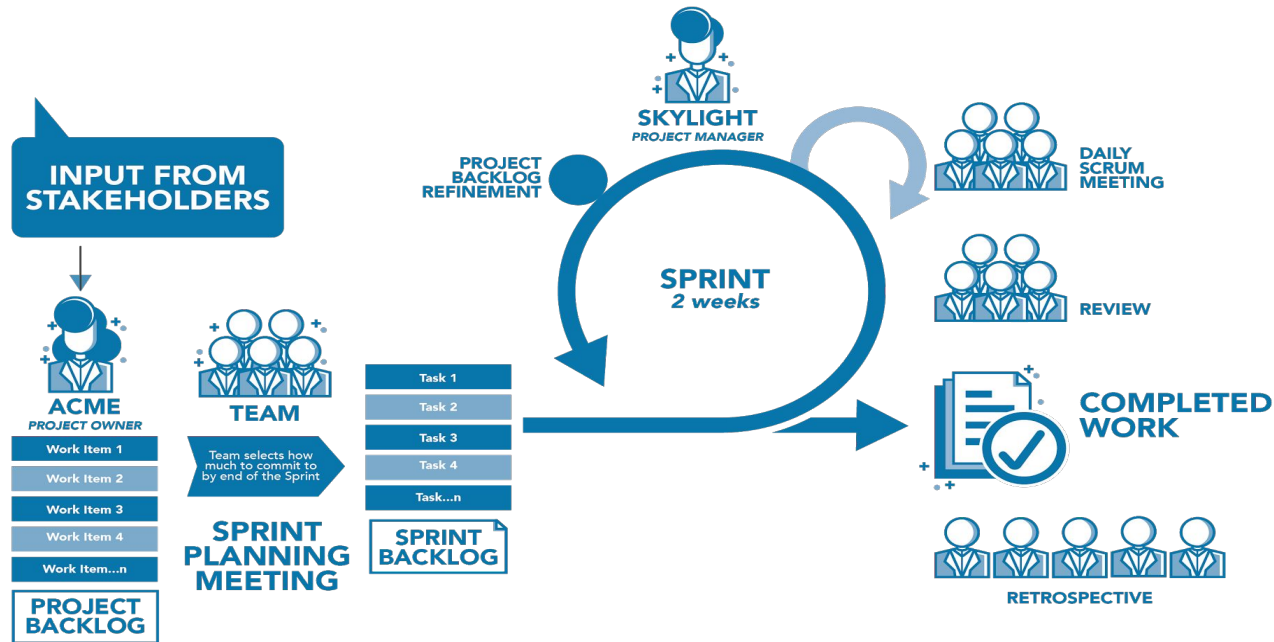 INPUT FROM
STAKEHOLDERS
ACME
PROJECT OWNER
Work Item 1
Work Item 2
Work Item 3
Work Item 4
Work Item...n
PROJECT
BACKLOG
TEAM
Team selects how
much to commit to
by end of the Sprint
SPRINT
PLANNING
MEETING
Task 1
Task 2
Task 3
Task 4
Task...n
SPRINT
BACKLOG
SKYLIGHT
PROJECT MANAGER
PROJECT
BACKLOG
REFINEMENT
SPRINT
2 weeks
DAILY
SCRUM
MEETING
REVIEW
COMPLETED
WORK
RETROSPECTIVE